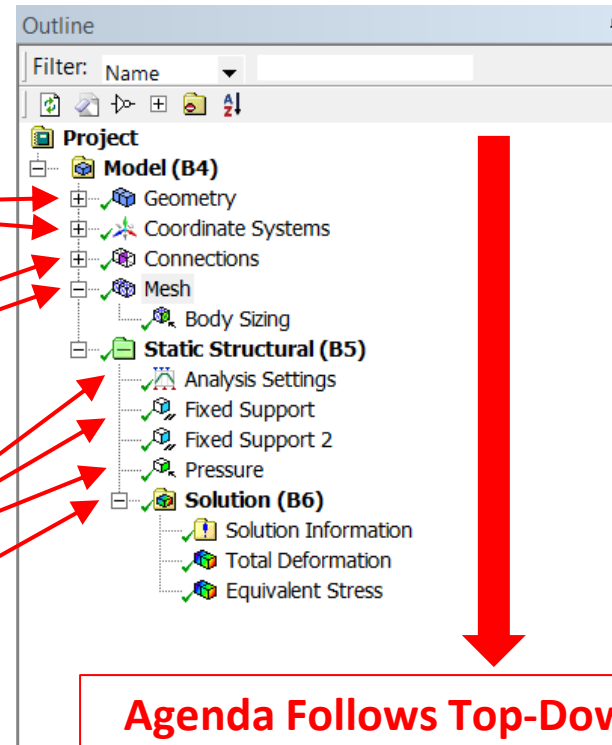 Outline
Filter: Name
Project
Model (B4)
Geometry
Coordinate Systems
Connections
Mesh
Body Sizing
Static Structural (B5)
Analysis Settings
Fixed Support
Fixed Support 2
Pressure
Solution (B6)
Solution Information
Total Deformation
Equivalent Stress
Agenda Follows Top-Dow